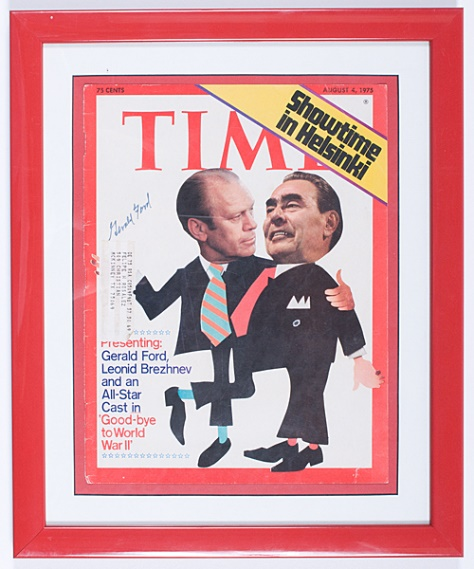 75 CENTS
AUGUST 4, 1975
Showtime
in Helsinki
TIM
Gerald Ford
Presenting:
Gerald Ford,
Leonid Brezhnev
and an
All-Star
Cast in
'Good-bye
to World
War II'